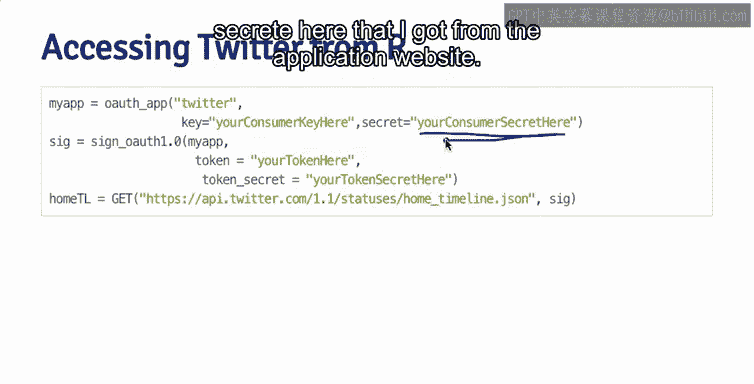 secrete here that I got from the
application website.
Accessing Twitter from R
myapp = oauth_app("twitter",
key="yourConsumerKeyHere",secret="yourConsumerSecretHere")
sig = sign_oauth1.0(myapp,
token = "yourTokenHere",
token_secret = "yourTokenSecretHere")
homeTL = GET("https://api.twitter.com/1.1/statuses/home_timeline.json", sig)